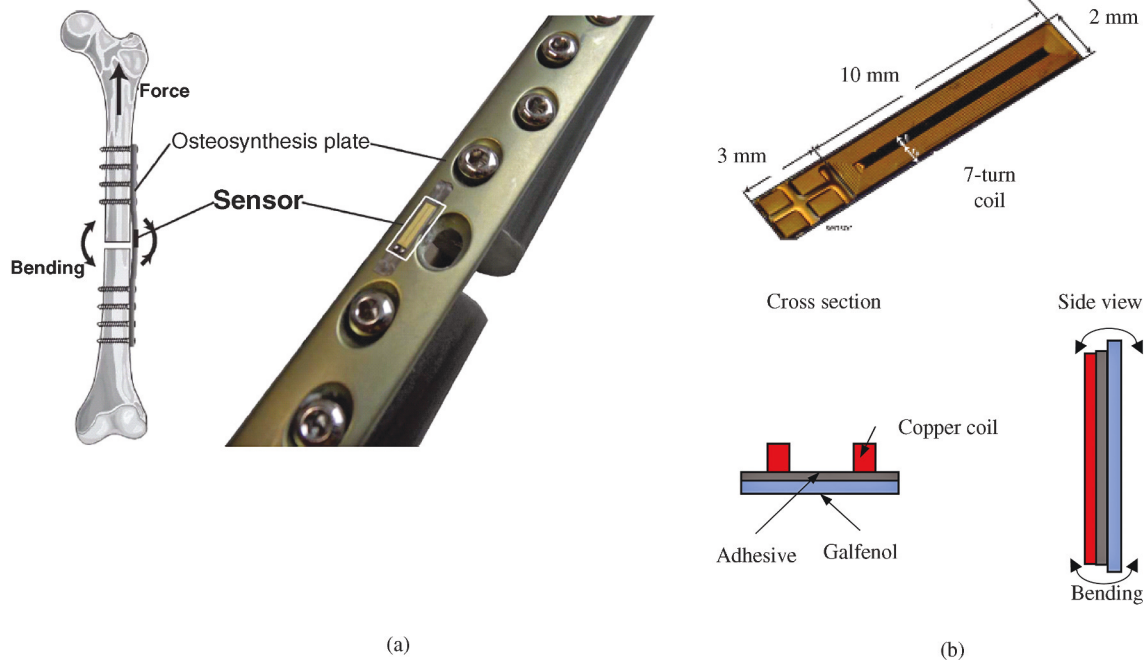 Force
Osteosynthesis plate
Sensor
Bending
(a)
2 mm
10 mm
3 mm
7-turn
coil
sensor
Cross section
Side view
Copper coil
Adhesive
Galfenol
Bending
(b)